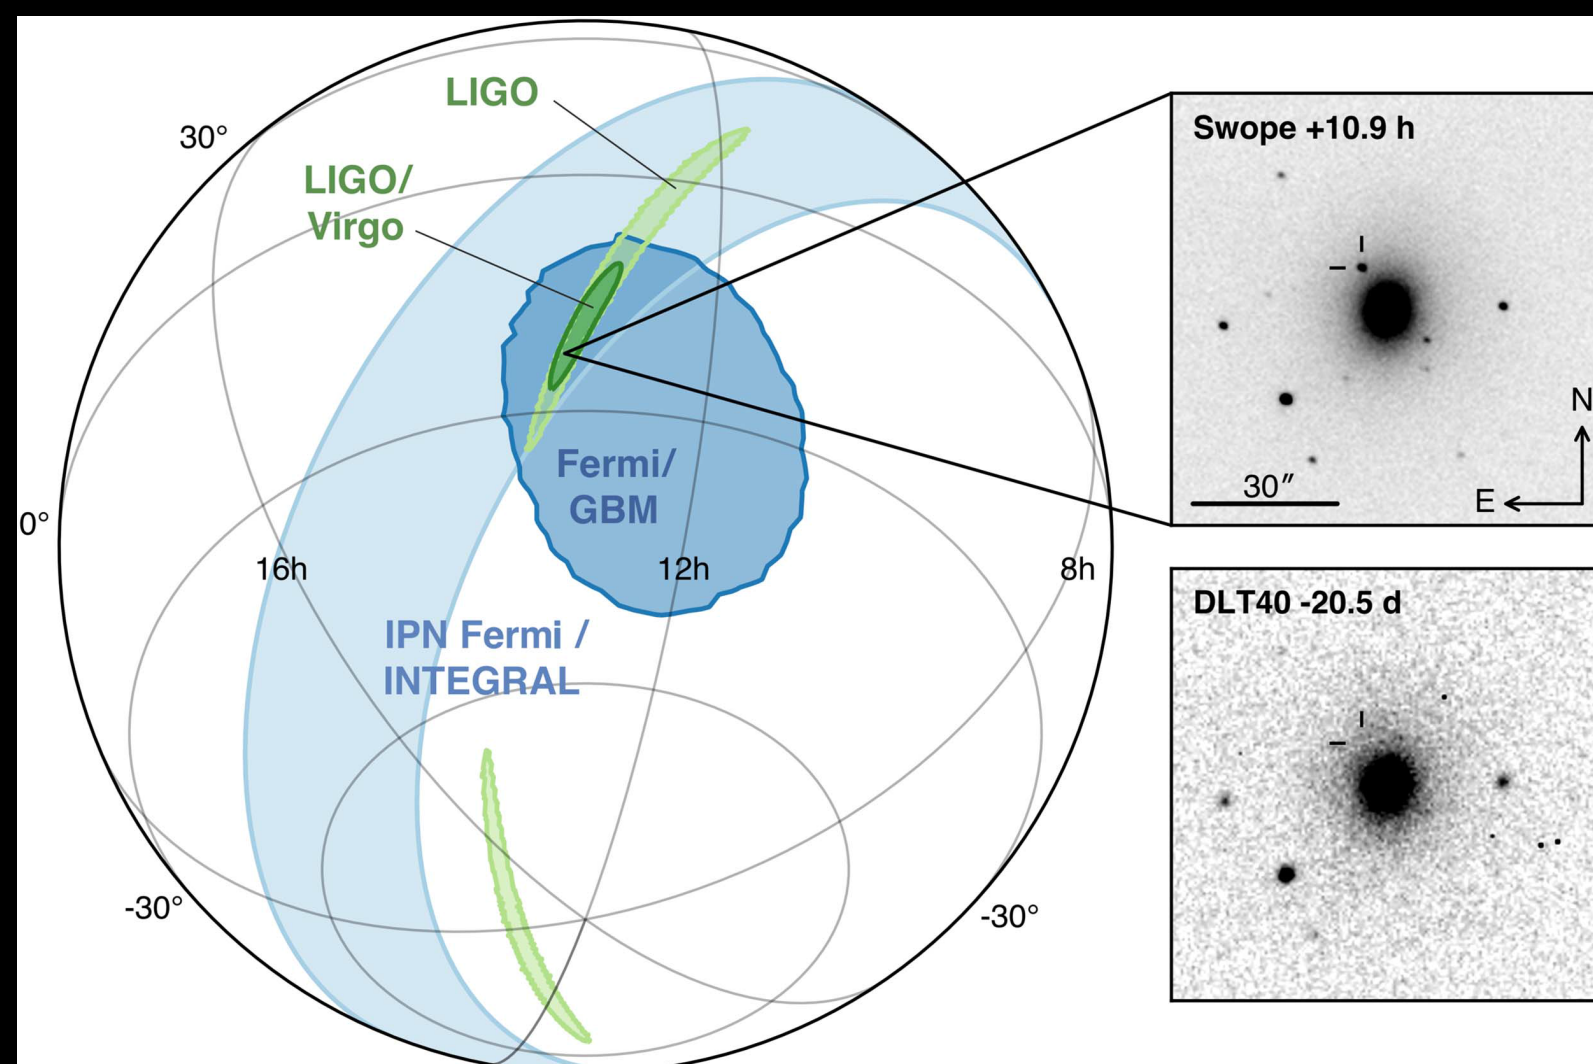 LIGO
30°
LIGO/
Virgo
0°
16h
12h
8h
Fermi/
GBM
IPN Fermi /
INTEGRAL
-30°
-30°
Swope +10.9 h
30″
N
E
DLT40 -20.5 d